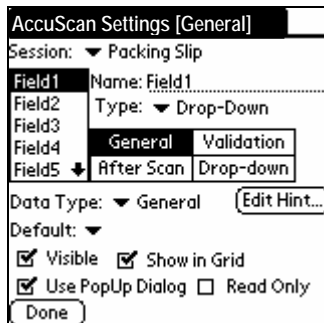 AccuScan Settings [General]
Session: Packing Slip
Field1 Name: Field1
Field2 Type: Drop-Down
Field3
Field4 General Validation
Field5 After Scan Drop-down
Data Type: General Edit Hint...
Default:
Visible Show in Grid
Use PopUp Dialog Read Only
Done